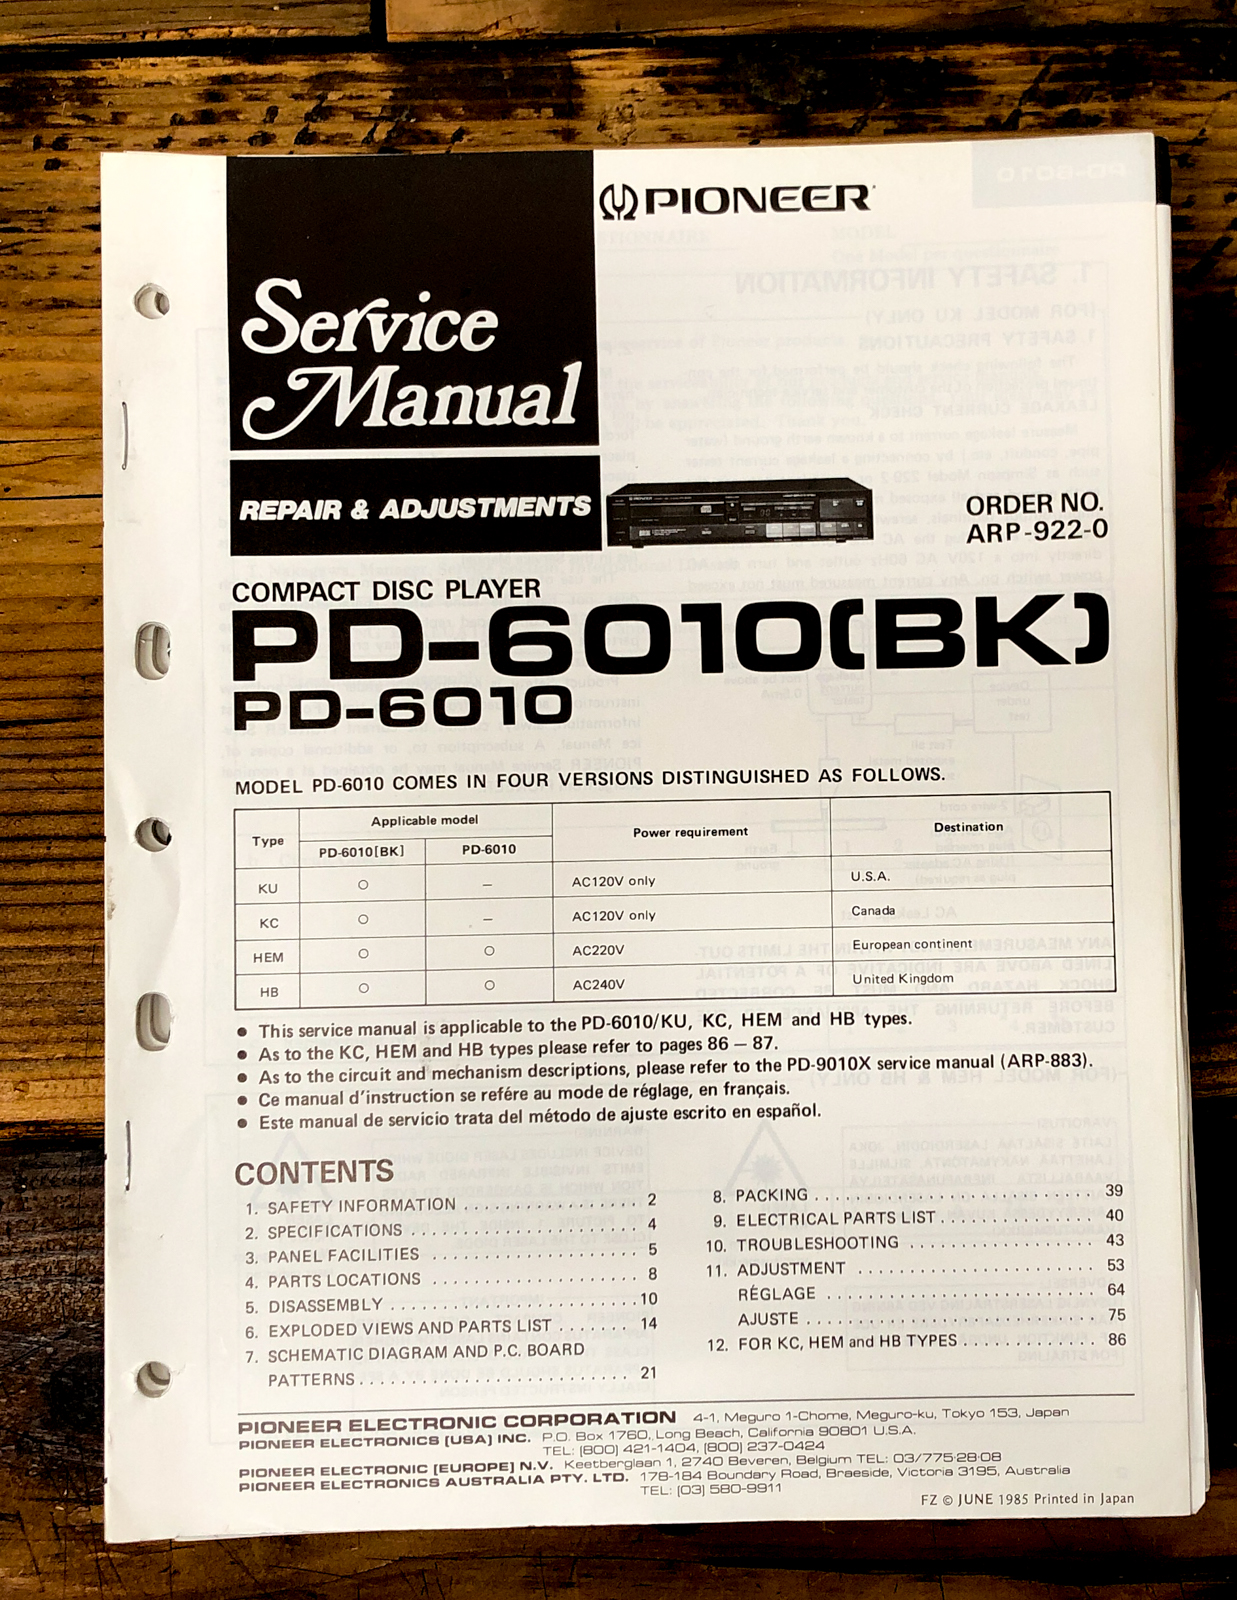 PIONEER
Service
Manual
REPAIR & ADJUSTMENTS
ORDER NO.
ARP-922-0
COMPACT DISC PLAYER
PD-6010(BK)
PD-6010
MODEL PD-6010 COMES IN FOUR VERSIONS DISTINGUISHED AS FOLLOWS.
Type Applicable model Power requirement Destination
PD-6010[BK] PD-6010
KU ○ – AC120V only U.S.A.
KC ○ – AC120V only Canada
HEM ○ ○ AC220V European continent
HB ○ ○ AC240V United Kingdom
● This service manual is applicable to the PD-6010/KU, KC, HEM and HB types.
● As to the KC, HEM and HB types please refer to pages 86 – 87.
● As to the circuit and mechanism descriptions, please refer to the PD-9010X service manual (ARP-883).
● Ce manual d'instruction se refére au mode de réglage, en français.
● Este manual de servicio trata del método de ajuste escrito en español.
CONTENTS
1. SAFETY INFORMATION . . . . . . . . . . . . . . . . . 2
2. SPECIFICATIONS . . . . . . . . . . . . . . . . . . . . . . 4
3. PANEL FACILITIES . . . . . . . . . . . . . . . . . . . . 5
4. PARTS LOCATIONS . . . . . . . . . . . . . . . . . . . . 8
5. DISASSEMBLY . . . . . . . . . . . . . . . . . . . . . . . . 10
6. EXPLODED VIEWS AND PARTS LIST . . . . . . . 14
7. SCHEMATIC DIAGRAM AND P.C. BOARD
PATTERNS . . . . . . . . . . . . . . . . . . . . . . . . . . 21
8. PACKING . . . . . . . . . . . . . . . . . . . . . . . . . . . 39
9. ELECTRICAL PARTS LIST . . . . . . . . . . . . . . . 40
10. TROUBLESHOOTING . . . . . . . . . . . . . . . . . . 43
11. ADJUSTMENT . . . . . . . . . . . . . . . . . . . . . . . 53
RÉGLAGE . . . . . . . . . . . . . . . . . . . . . . . . . . 64
AJUSTE . . . . . . . . . . . . . . . . . . . . . . . . . . . . 75
12. FOR KC, HEM and HB TYPES . . . . . . . . . . . . . 86
PIONEER ELECTRONIC CORPORATION 4-1, Meguro 1-Chome, Meguro-ku, Tokyo 153, Japan
PIONEER ELECTRONICS [USA] INC. P.O. Box 1760, Long Beach, California 90801 U.S.A.
TEL: [800] 421-1404, [800] 237-0424
PIONEER ELECTRONIC [EUROPE] N.V. Keetberglaan 1, 2740 Beveren, Belgium TEL: 03/775·28·08
PIONEER ELECTRONICS AUSTRALIA PTY. LTD. 178-184 Boundary Road, Braeside, Victoria 3195, Australia
TEL: [03] 580-9911
FZ © JUNE 1985 Printed in Japan